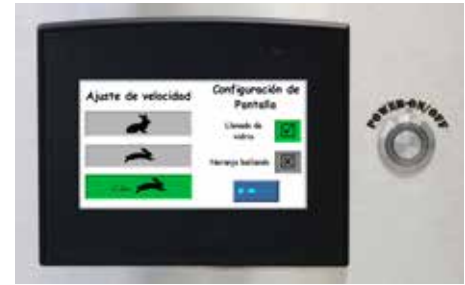 Ajuste de velocidad
Configuración de
Pantalla
Llenado de
vidrio
Naranja bailando
POWER-ON/OFF